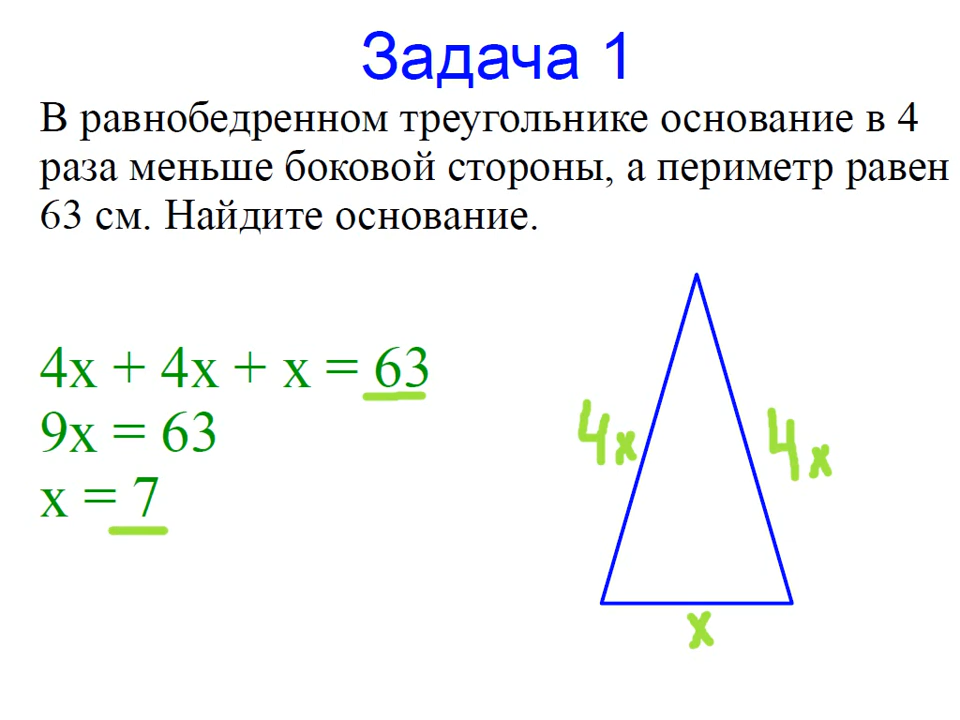 Задача 1
В равнобедренном треугольнике основание в 4
раза меньше боковой стороны, а периметр равен
63 см. Найдите основание.
4x + 4x + x = 63
9x = 63
x = 7
4x
4x
x